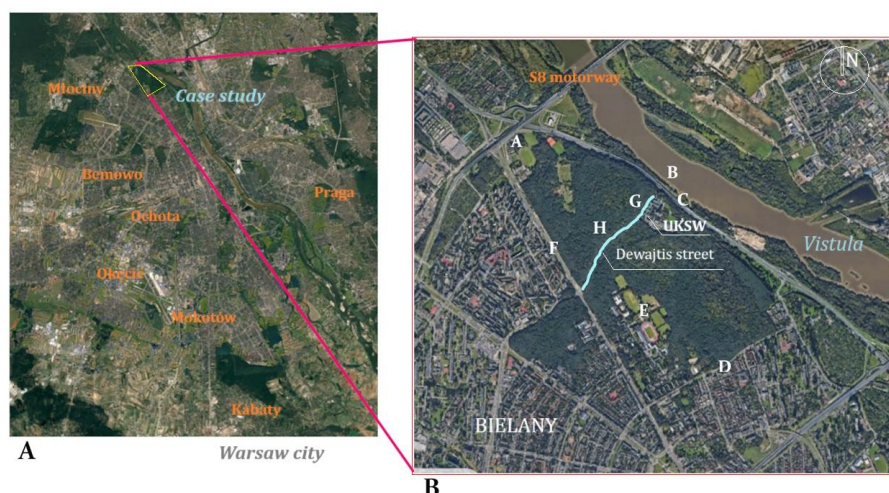 Młociny
Case study
Bemowo
Ochota
Praga
Okęcie
Mokotów
Kabaty
A
Warsaw city
S8 motorway
N
A
B
G
C
UKSW
H
F
Dewajtis street
Vistula
E
D
BIELANY
B